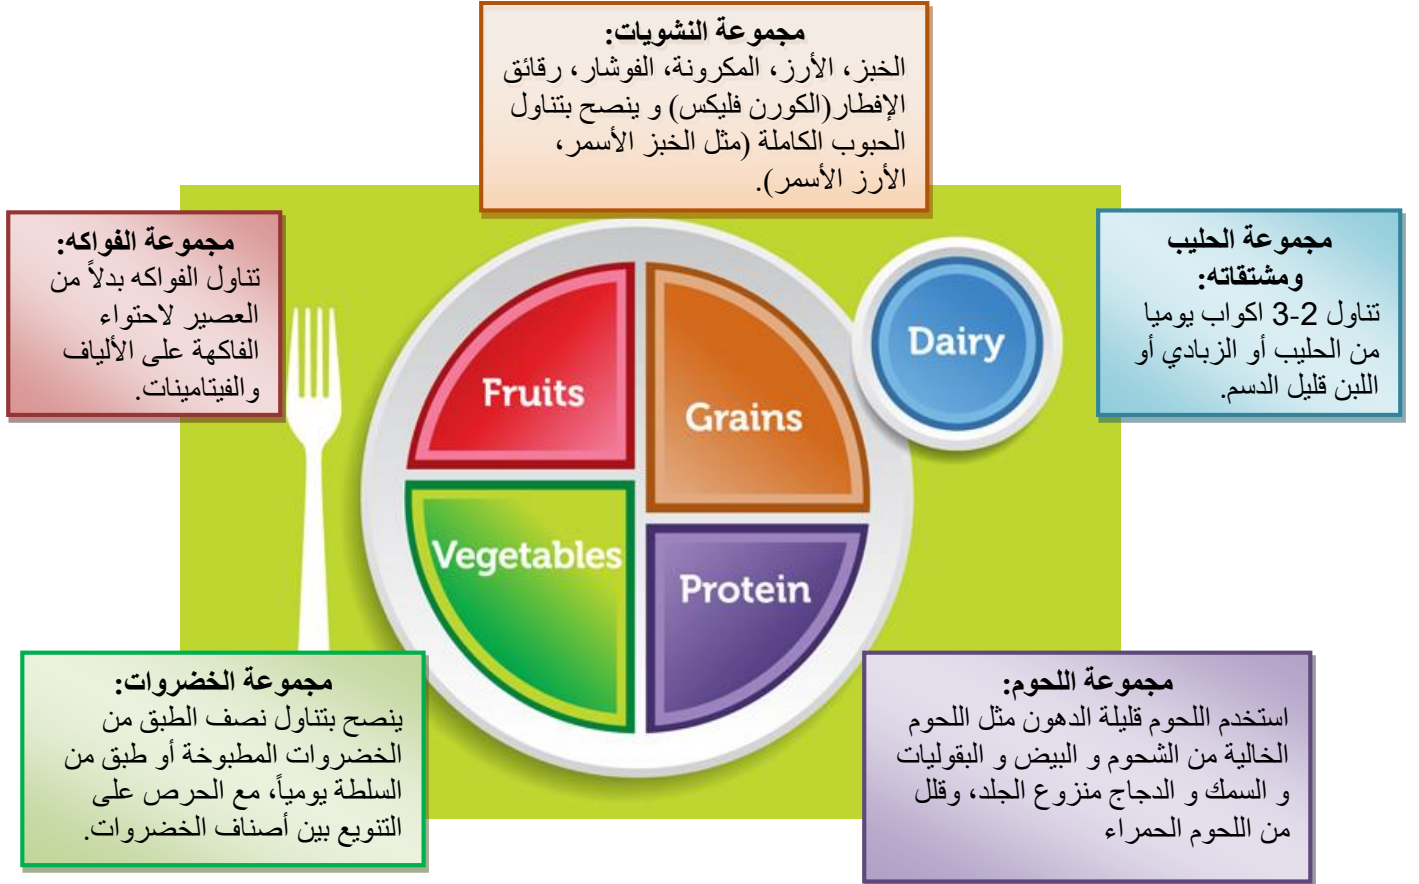 مجموعة النشويات:
الخبز، الأرز، المكرونة، الفوشار، رقائق
الإفطار(الكورن فليكس) و ينصح بتناول
الحبوب الكاملة (مثل الخبز الأسمر،
الأرز الأسمر).
مجموعة الحليب
ومشتقاته:
تناول 2-3 اكواب يوميا
من الحليب أو الزبادي أو
اللبن قليل الدسم.
مجموعة الفواكه:
تناول الفواكه بدلاً من
العصير لاحتواء
الفاكهة على الألياف
والفيتامينات.
Fruits
Grains
Dairy
Vegetables
Protein
مجموعة اللحوم:
استخدم اللحوم قليلة الدهون مثل اللحوم
الخالية من الشحوم و البيض و البقوليات
و السمك و الدجاج منزوع الجلد، وقلل
من اللحوم الحمراء
مجموعة الخضروات:
ينصح بتناول نصف الطبق من
الخضروات المطبوخة أو طبق من
السلطة يومياً، مع الحرص على
التنويع بين أصناف الخضروات.